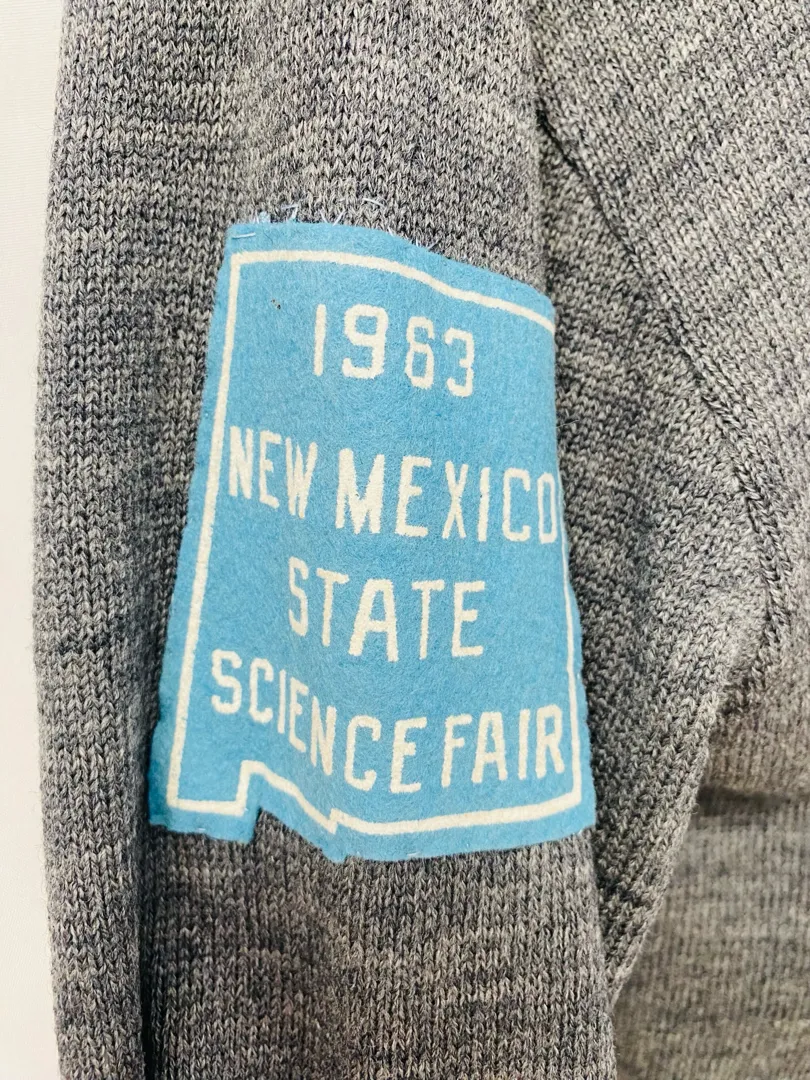 1963
NEW MEXICO
STATE
SCIENCE FAIR